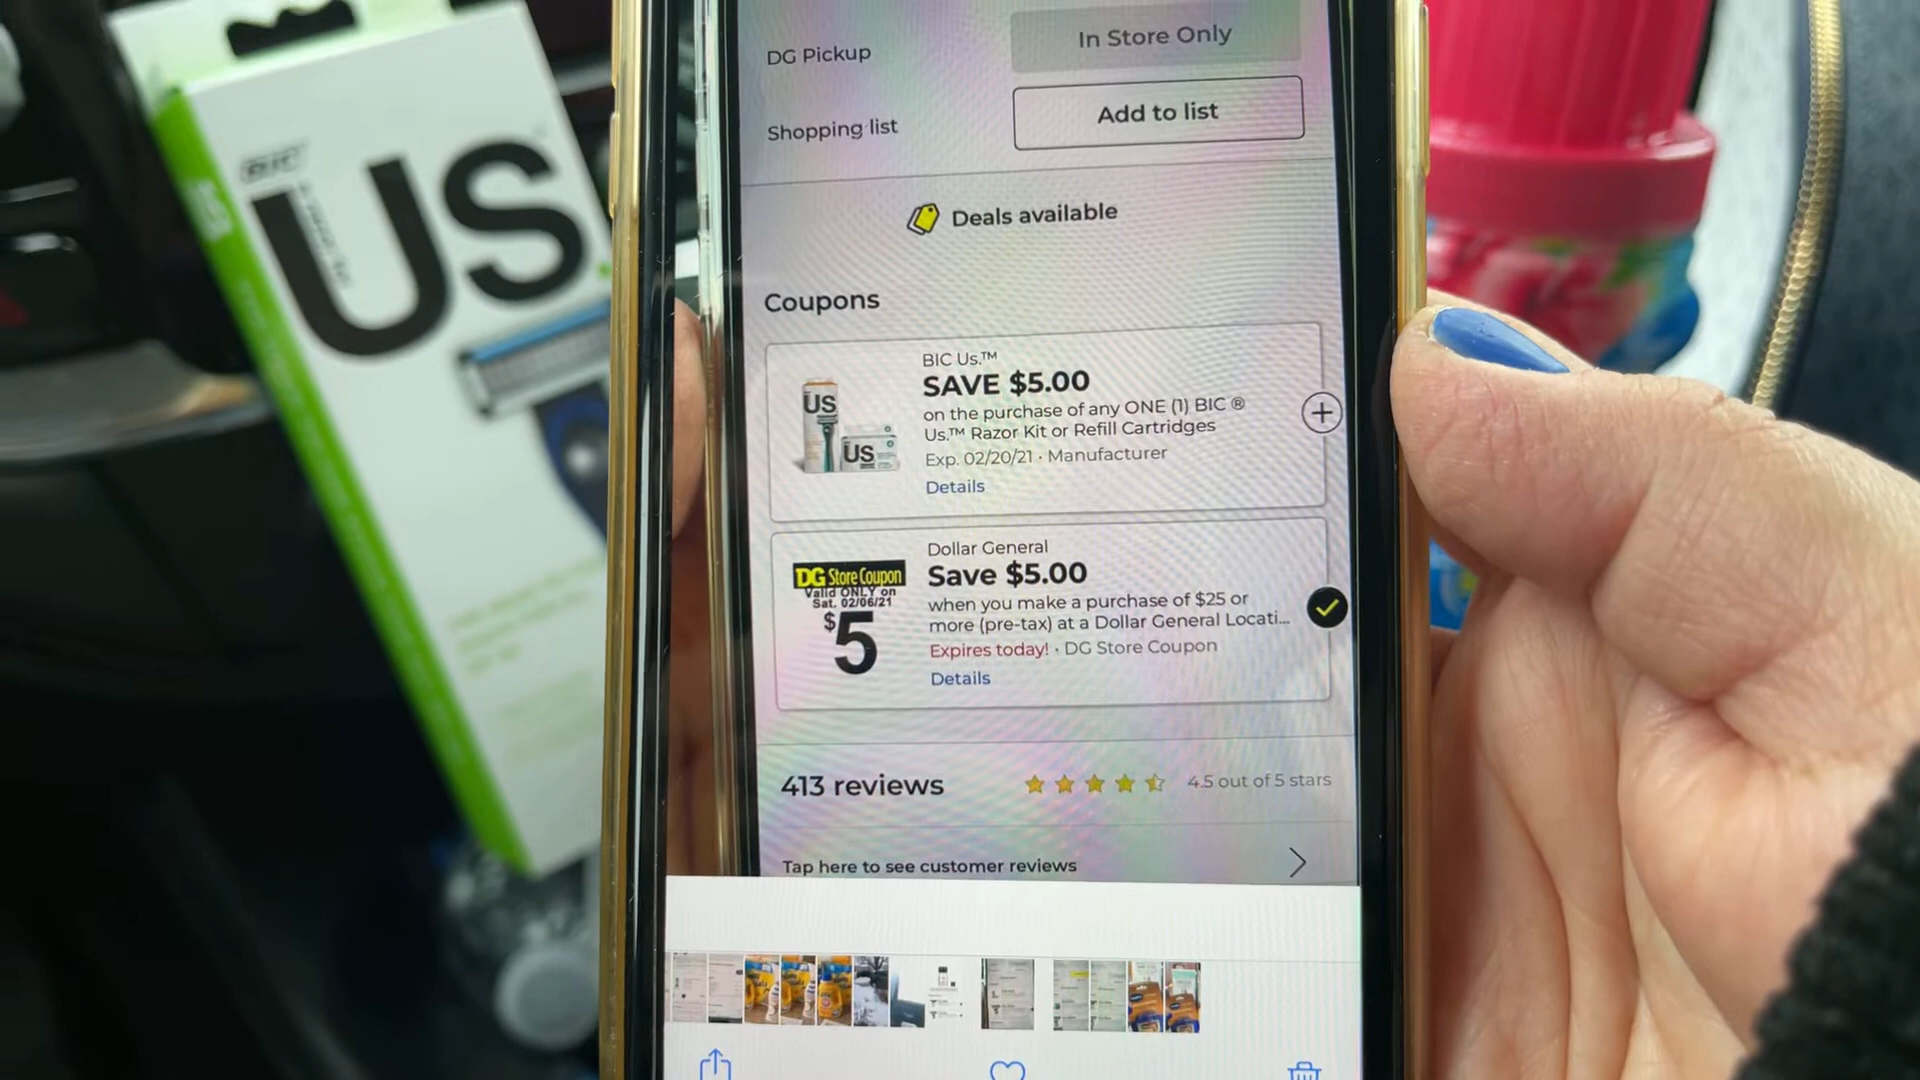 DG Pickup
In Store Only
Shopping list
Add to list
Deals available
Coupons
BIC Us.™
SAVE $5.00
on the purchase of any ONE (1) BIC ®
Us.™ Razor Kit or Refill Cartridges
Exp. 02/20/21 · Manufacturer
Details
US
US
Dollar General
Save $5.00
when you make a purchase of $25 or
more (pre-tax) at a Dollar General Locati...
Expires today! · DG Store Coupon
Details
DG Store Coupon
Valid ONLY on
Sat. 02/06/21
$5
413 reviews
4.5 out of 5 stars
Tap here to see customer reviews
BIC
US.
US